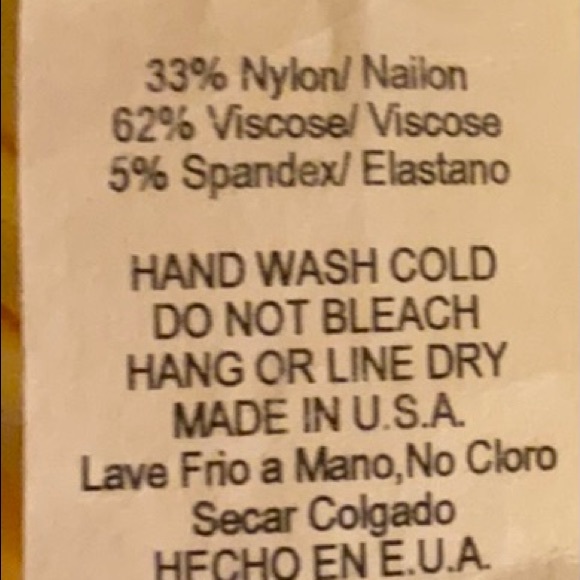 33% Nylon/ Nailon
62% Viscose/ Viscose
5% Spandex/ Elastano
HAND WASH COLD
DO NOT BLEACH
HANG OR LINE DRY
MADE IN U.S.A.
Lave Frio a Mano,No Cloro
Secar Colgado
HECHO EN E.U.A.